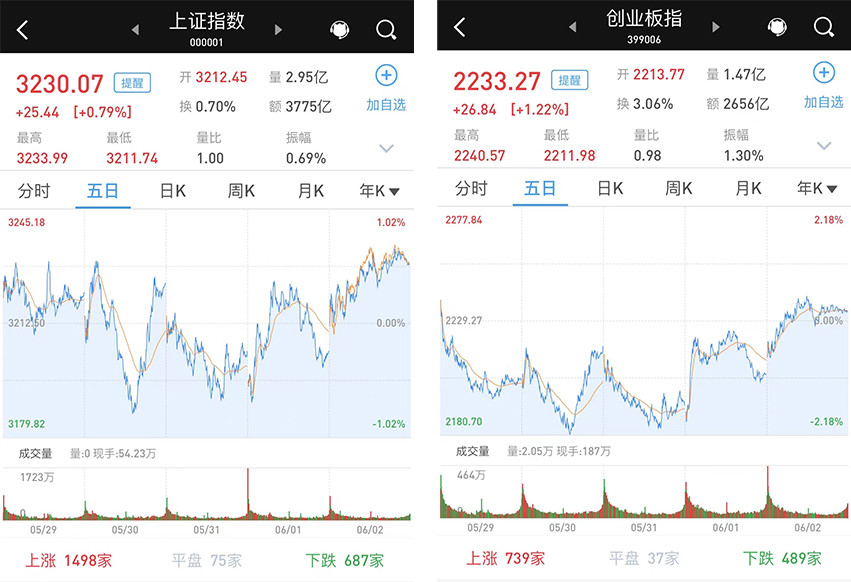 上证指数
000001
3230.07 提醒 开 3212.45 量 2.95亿
+25.44 [+0.79%] 换 0.70% 额 3775亿 加自选
最高 最低 量比 振幅
3233.99 3211.74 1.00 0.69%
分时 五日 日K 周K 月K 年K
3245.18 1.02%
3212.50 0.00%
3179.82 -1.02%
成交量 量:0 现手:54.23万
1723万
0
05/29 05/30 05/31 06/01 06/02
上涨 1498家 平盘 75家 下跌 687家
创业板指
399006
2233.27 提醒 开 2213.77 量 1.47亿
+26.84 [+1.22%] 换 3.06% 额 2656亿 加自选
最高 最低 量比 振幅
2240.57 2211.98 0.98 1.30%
分时 五日 日K 周K 月K 年K
2277.84 2.18%
2229.27 0.00%
2180.70 -2.18%
成交量 量:2.05万 现手:187万
464万
0
05/29 05/30 05/31 06/01 06/02
上涨 739家 平盘 37家 下跌 489家